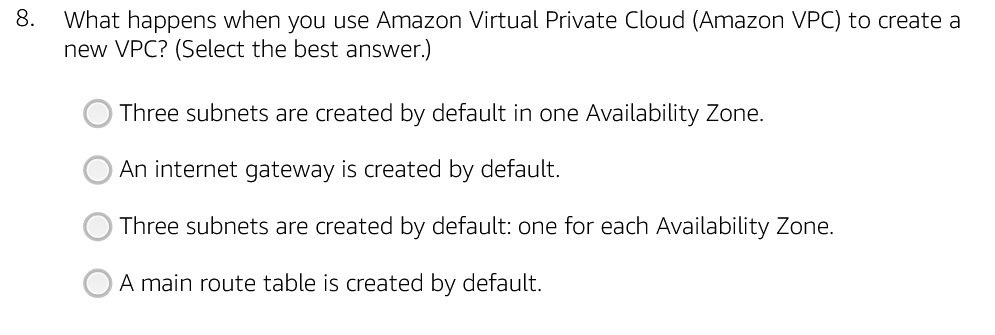 8. What happens when you use Amazon Virtual Private Cloud (Amazon VPC) to create a
new VPC? (Select the best answer.)
Three subnets are created by default in one Availability Zone.
An internet gateway is created by default.
Three subnets are created by default: one for each Availability Zone.
A main route table is created by default.